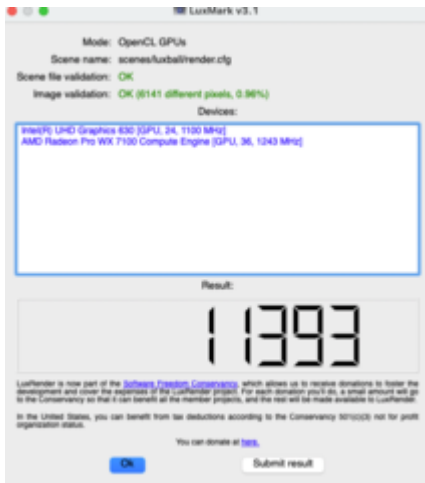 LuxMark v3.1
Mode: OpenCL GPUs
Scene name: scenes/luxball/render.cfg
Scene file validation: OK
Image validation: OK (6141 different pixels, 0.96%)
Devices:
Intel(R) UHD Graphics 630 [GPU, 24, 1100 MHz]
AMD Radeon Pro WX 7100 Compute Engine [GPU, 36, 1243 MHz]
Result:
11393
LuxRender is now part of the Software Freedom Conservancy, which allows us to receive donations to foster the
development and cover the expenses of the LuxRender project. For each donation you'll do, a small amount will go
to the Conservancy so that it can benefit all the member projects, and the rest will be made available to LuxRender.
In the United States, you can benefit from tax deductions according to the Conservancy 501(c)(3) not for profit
organization status.
You can donate at here.
Ok Submit result